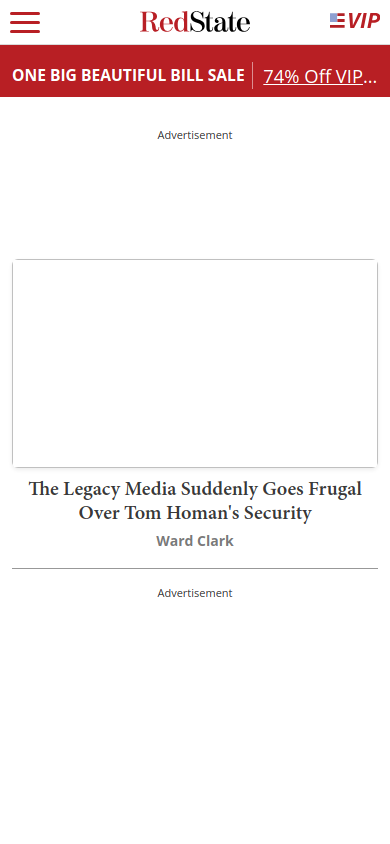 RedState
VIP
ONE BIG BEAUTIFUL BILL SALE
74% Off VIP...
Advertisement
The Legacy Media Suddenly Goes Frugal
Over Tom Homan's Security
Ward Clark
Advertisement